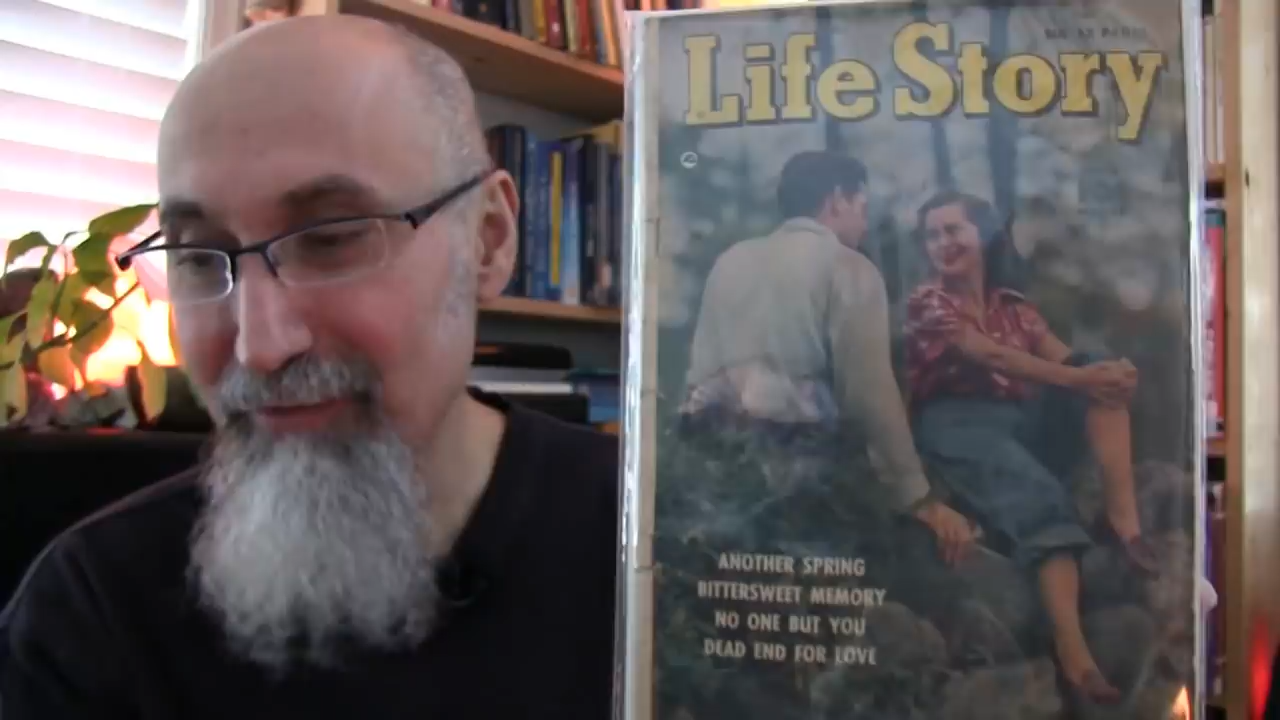 Life Story
ANOTHER SPRING
BITTERSWEET MEMORY
NO ONE BUT YOU
DEAD END FOR LOVE